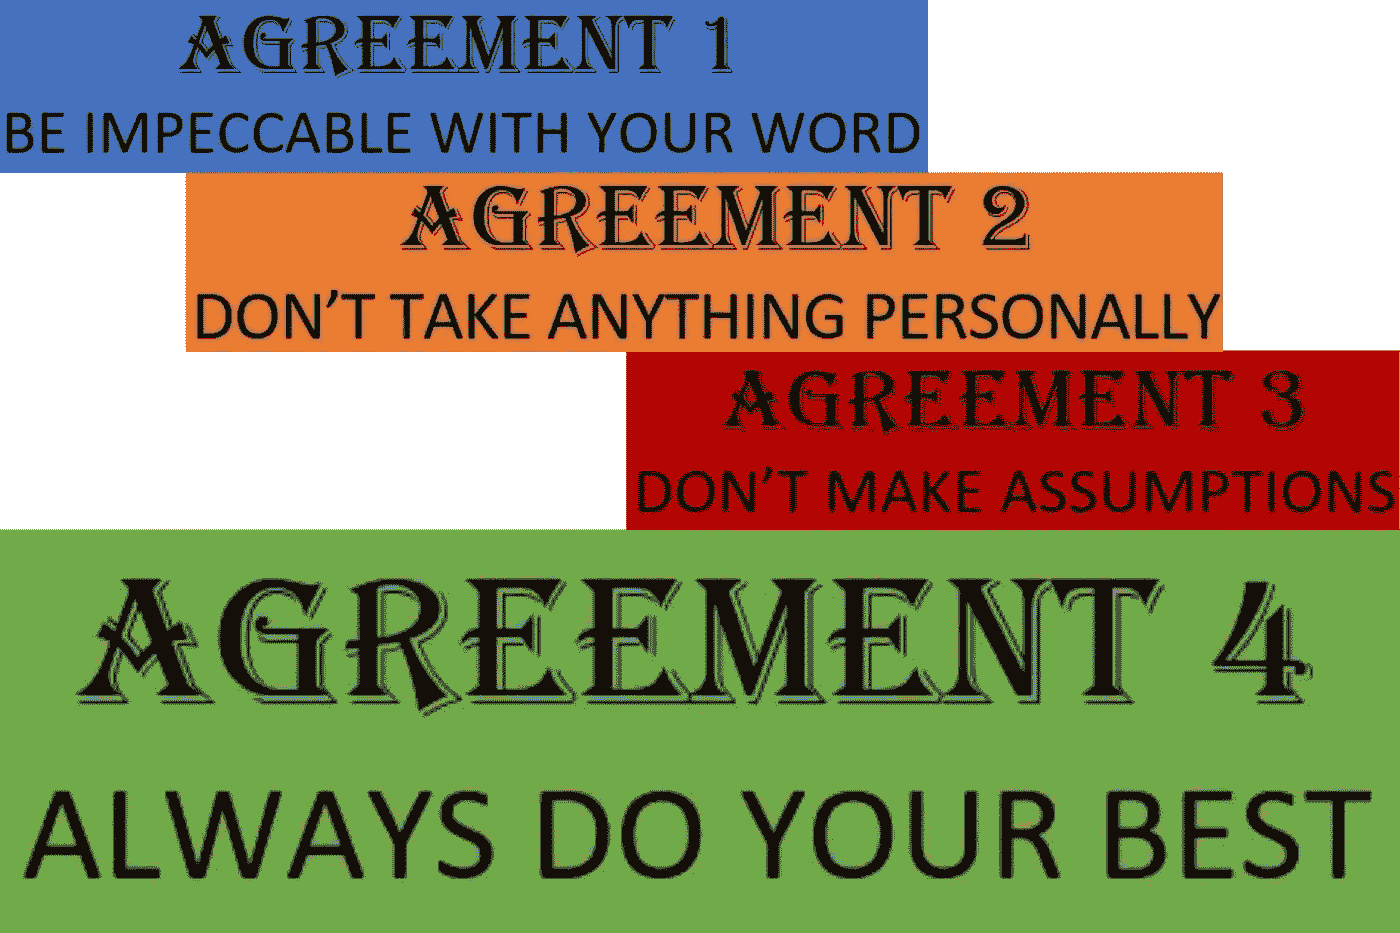 AGREEMENT 1
BE IMPECCABLE WITH YOUR WORD
AGREEMENT 2
DON’T TAKE ANYTHING PERSONALLY
AGREEMENT 3
DON’T MAKE ASSUMPTIONS
AGREEMENT 4
ALWAYS DO YOUR BEST